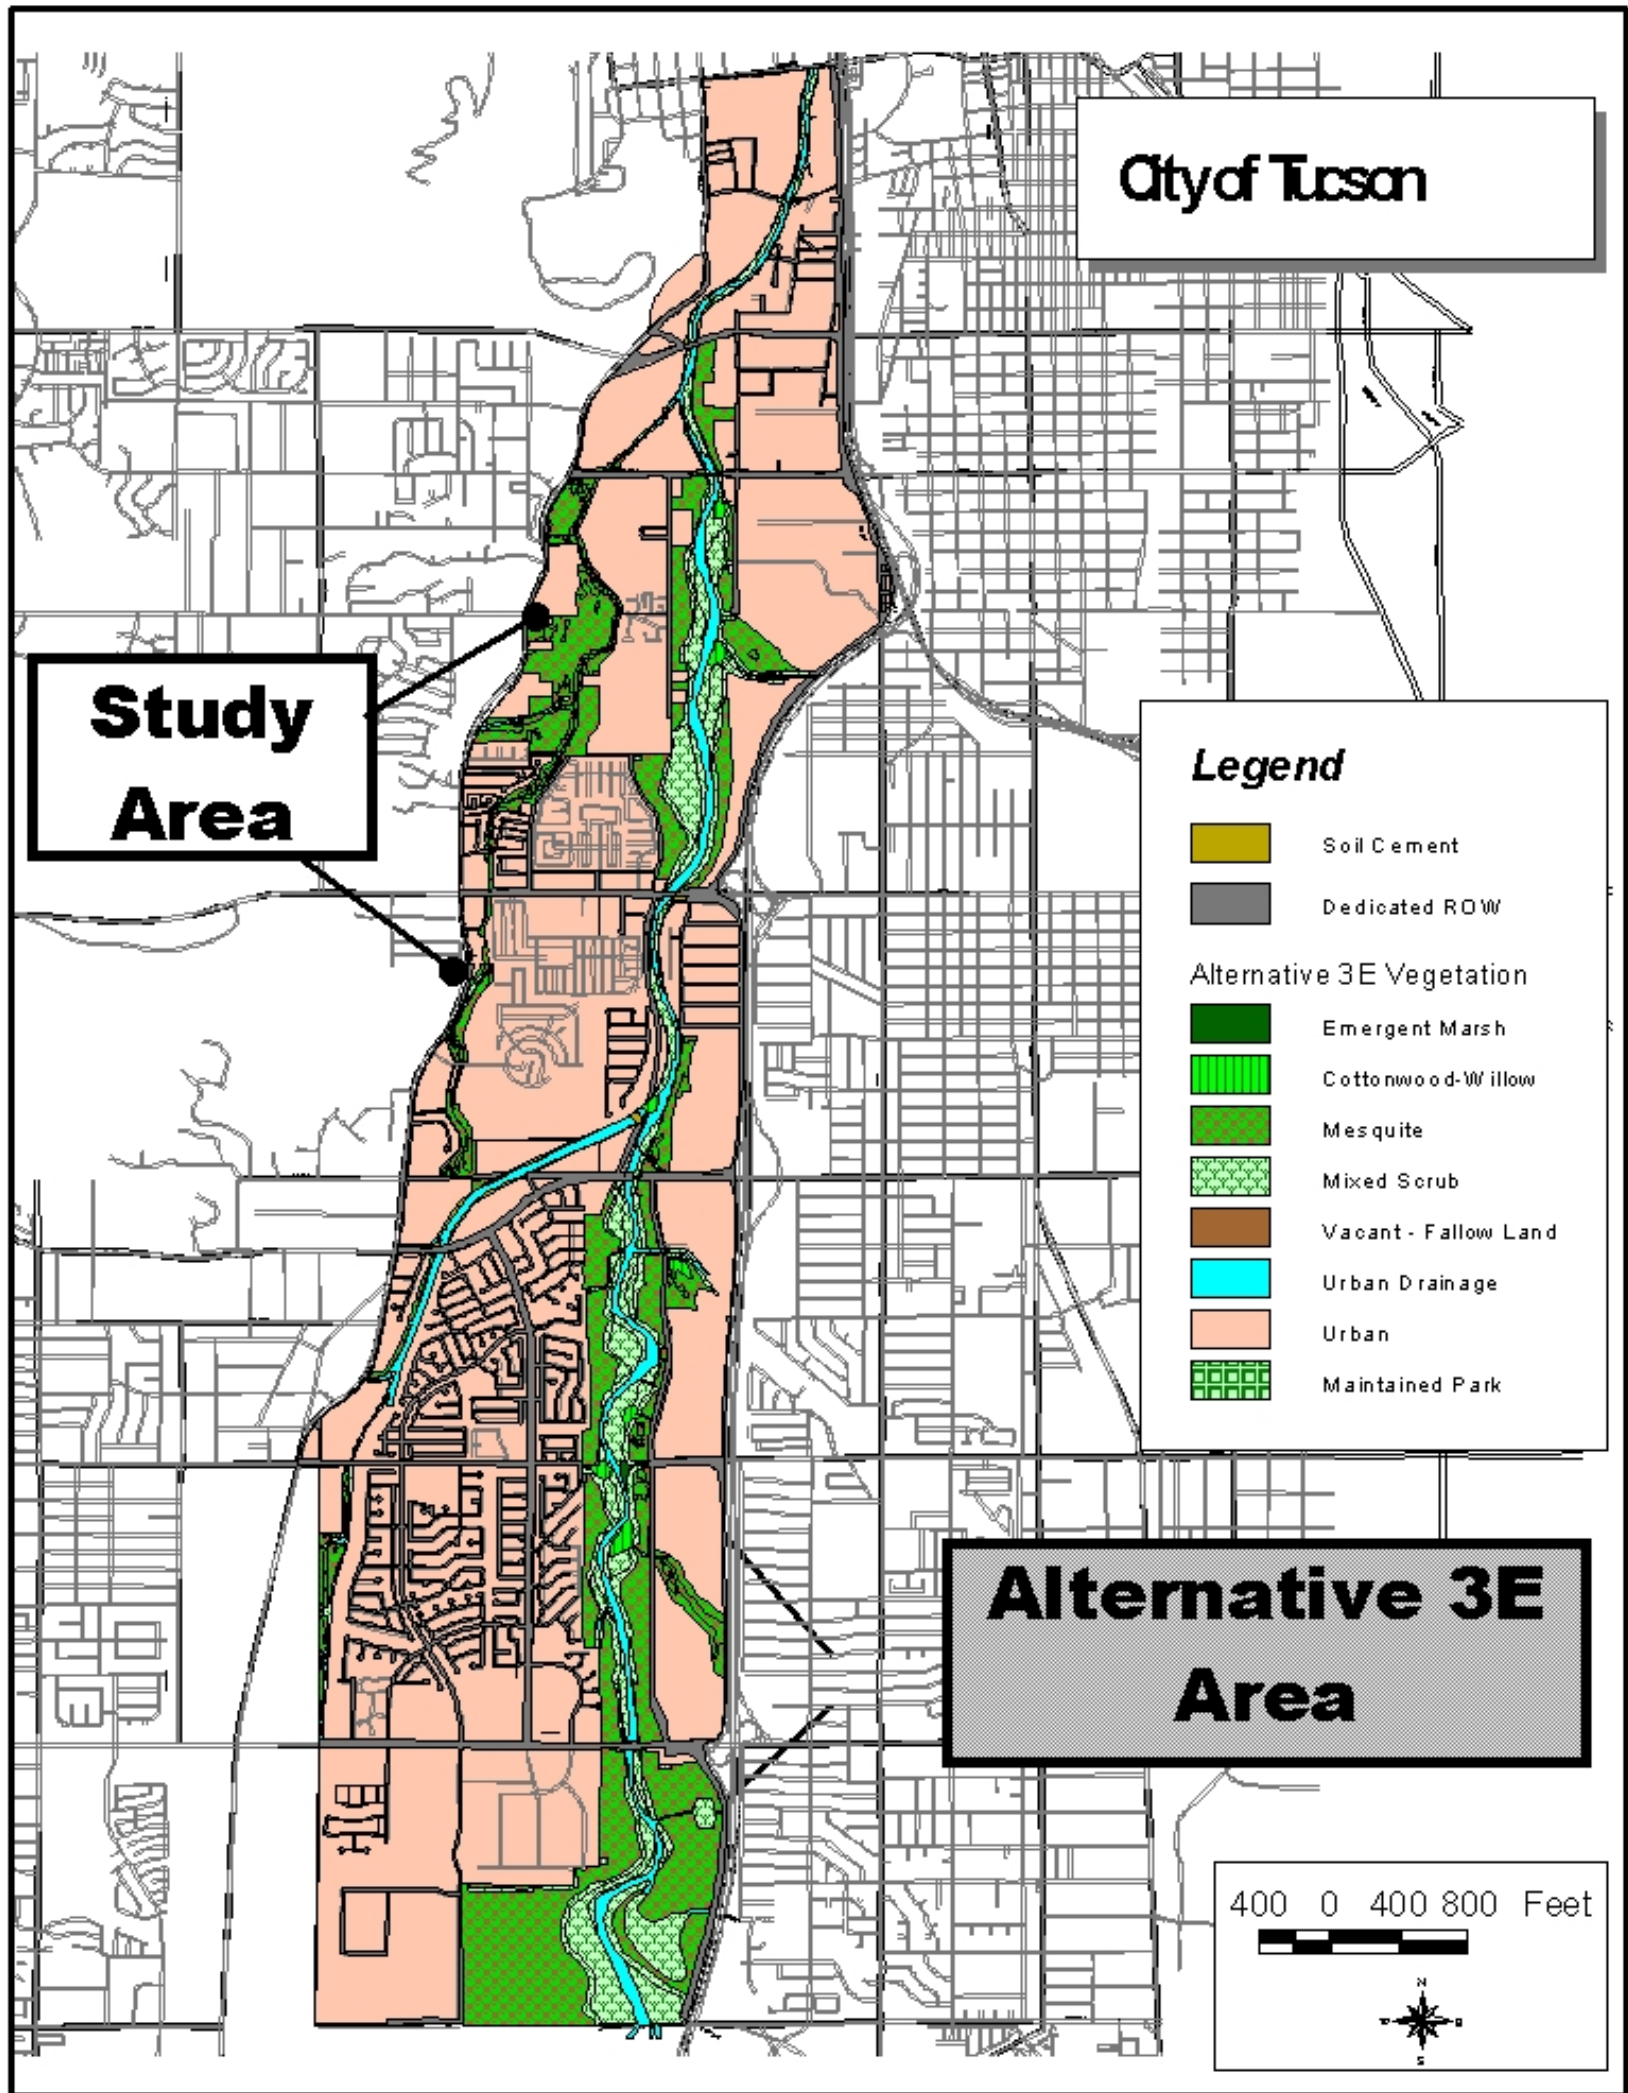 City of Tucson
Study
Area
Legend
Soil Cement
Dedicated ROW
Alternative 3E Vegetation
Emergent Marsh
Cottonwood-Willow
Mesquite
Mixed Scrub
Vacant - Fallow Land
Urban Drainage
Urban
Maintained Park
Alternative 3E
Area
400 0 400 800 Feet
N
S